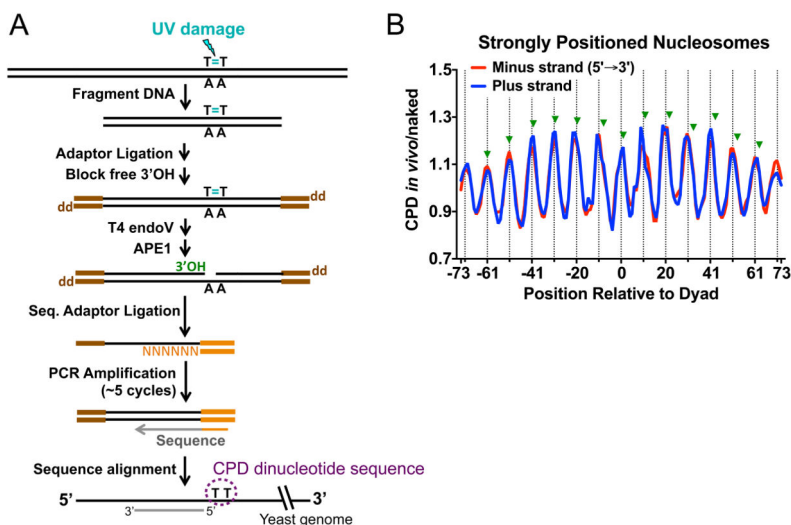 A
UV damage
T=T
A A
Fragment DNA
T=T
A A
Adaptor Ligation
Block free 3'OH
T=T
dd
dd
A A
T4 endoV
APE1
3'OH
dd
dd
A A
Seq. Adaptor Ligation
NNNNNN
PCR Amplification
(~5 cycles)
Sequence
Sequence alignment
CPD dinucleotide sequence
5'
T T
3'
3'
5'
Yeast genome
B
Strongly Positioned Nucleosomes
Minus strand (5'→3')
Plus strand
CPD in vivo/naked
1.5
1.3
1.1
0.9
0.7
-73 -61 -41 -20 0 20 41 61 73
Position Relative to Dyad